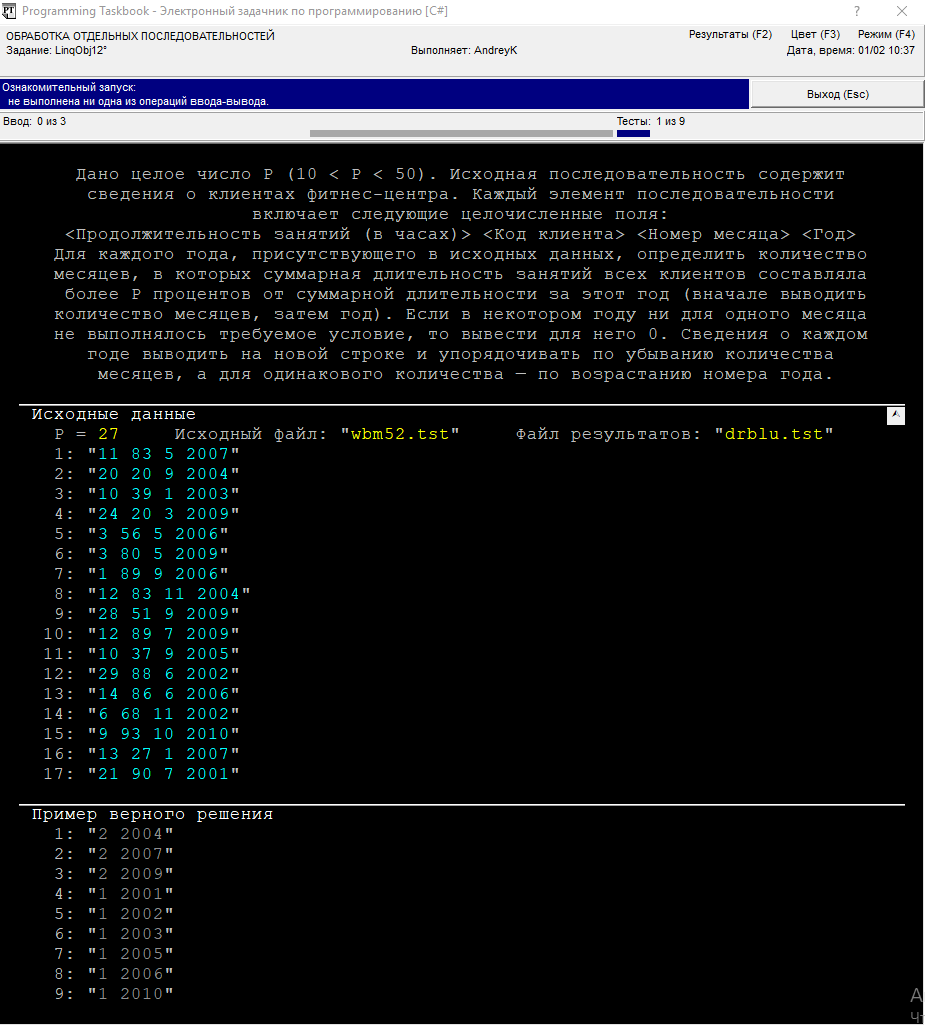 Programming Taskbook - Электронный задачник по программированию [C#]
ОБРАБОТКА ОТДЕЛЬНЫХ ПОСЛЕДОВАТЕЛЬНОСТЕЙ
Результаты (F2) Цвет (F3) Режим (F4)
Задание: LinqObj12° Выполняет: AndreyK Дата, время: 01/02 10:37
Ознакомительный запуск:
не выполнена ни одна из операций ввода-вывода.
Выход (Esc)
Ввод: 0 из 3 Тесты: 1 из 9
Дано целое число P (10 < P < 50). Исходная последовательность содержит
сведения о клиентах фитнес-центра. Каждый элемент последовательности
включает следующие целочисленные поля:
<Продолжительность занятий (в часах)> <Код клиента> <Номер месяца> <Год>
Для каждого года, присутствующего в исходных данных, определить количество
месяцев, в которых суммарная длительность занятий всех клиентов составляла
более P процентов от суммарной длительности за этот год (вначале выводить
количество месяцев, затем год). Если в некотором году ни для одного месяца
не выполнялось требуемое условие, то вывести для него 0. Сведения о каждом
годе выводить на новой строке и упорядочивать по убыванию количества
месяцев, а для одинакового количества — по возрастанию номера года.
Исходные данные
P = 27 Исходный файл: "wbm52.tst" Файл результатов: "drblu.tst"
1: "11 83 5 2007"
2: "20 20 9 2004"
3: "10 39 1 2003"
4: "24 20 3 2009"
5: "3 56 5 2006"
6: "3 80 5 2009"
7: "1 89 9 2006"
8: "12 83 11 2004"
9: "28 51 9 2009"
10: "12 89 7 2009"
11: "10 37 9 2005"
12: "29 88 6 2002"
13: "14 86 6 2006"
14: "6 68 11 2002"
15: "9 93 10 2010"
16: "13 27 1 2007"
17: "21 90 7 2001"
Пример верного решения
1: "2 2004"
2: "2 2007"
3: "2 2009"
4: "1 2001"
5: "1 2002"
6: "1 2003"
7: "1 2005"
8: "1 2006"
9: "1 2010"